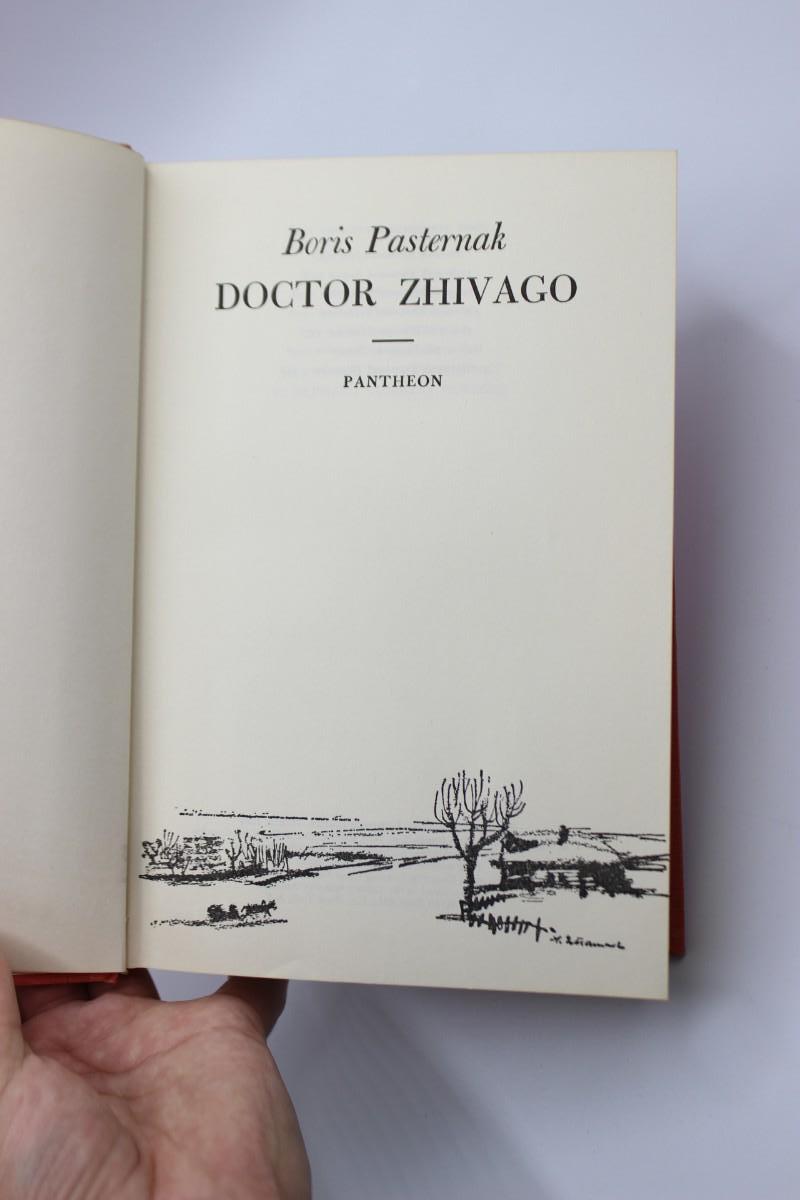 Boris Pasternak
DOCTOR ZHIVAGO
PANTHEON